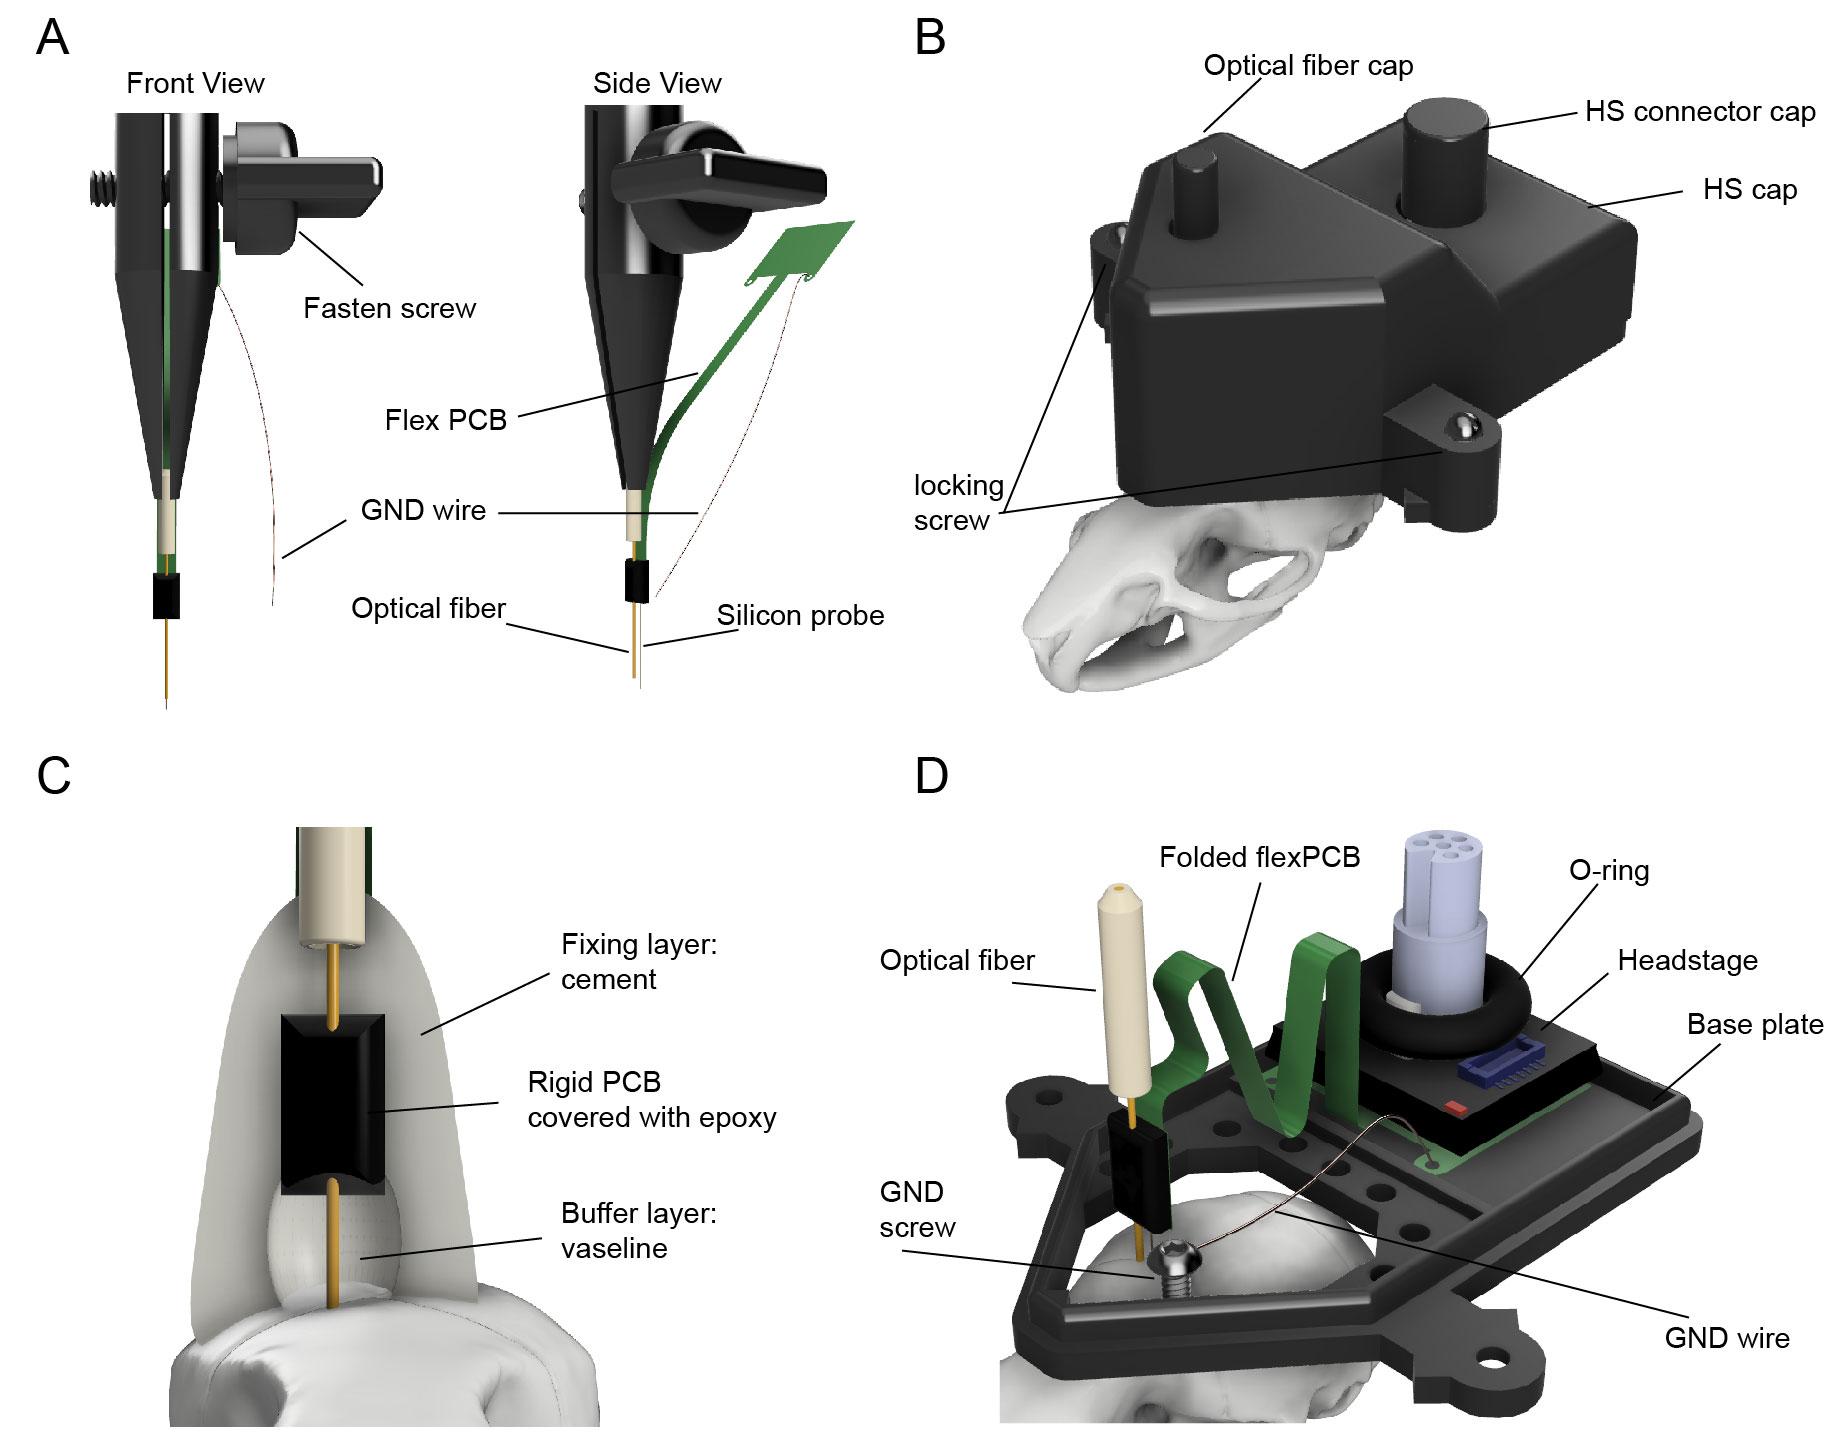 A
Front View
Side View
Fasten screw
Flex PCB
GND wire
Optical fiber
Silicon probe
B
Optical fiber cap
HS connector cap
HS cap
locking
screw
C
Fixing layer:
cement
Rigid PCB
covered with epoxy
Buffer layer:
vaseline
D
Folded flexPCB
O-ring
Optical fiber
Headstage
Base plate
GND
screw
GND wire